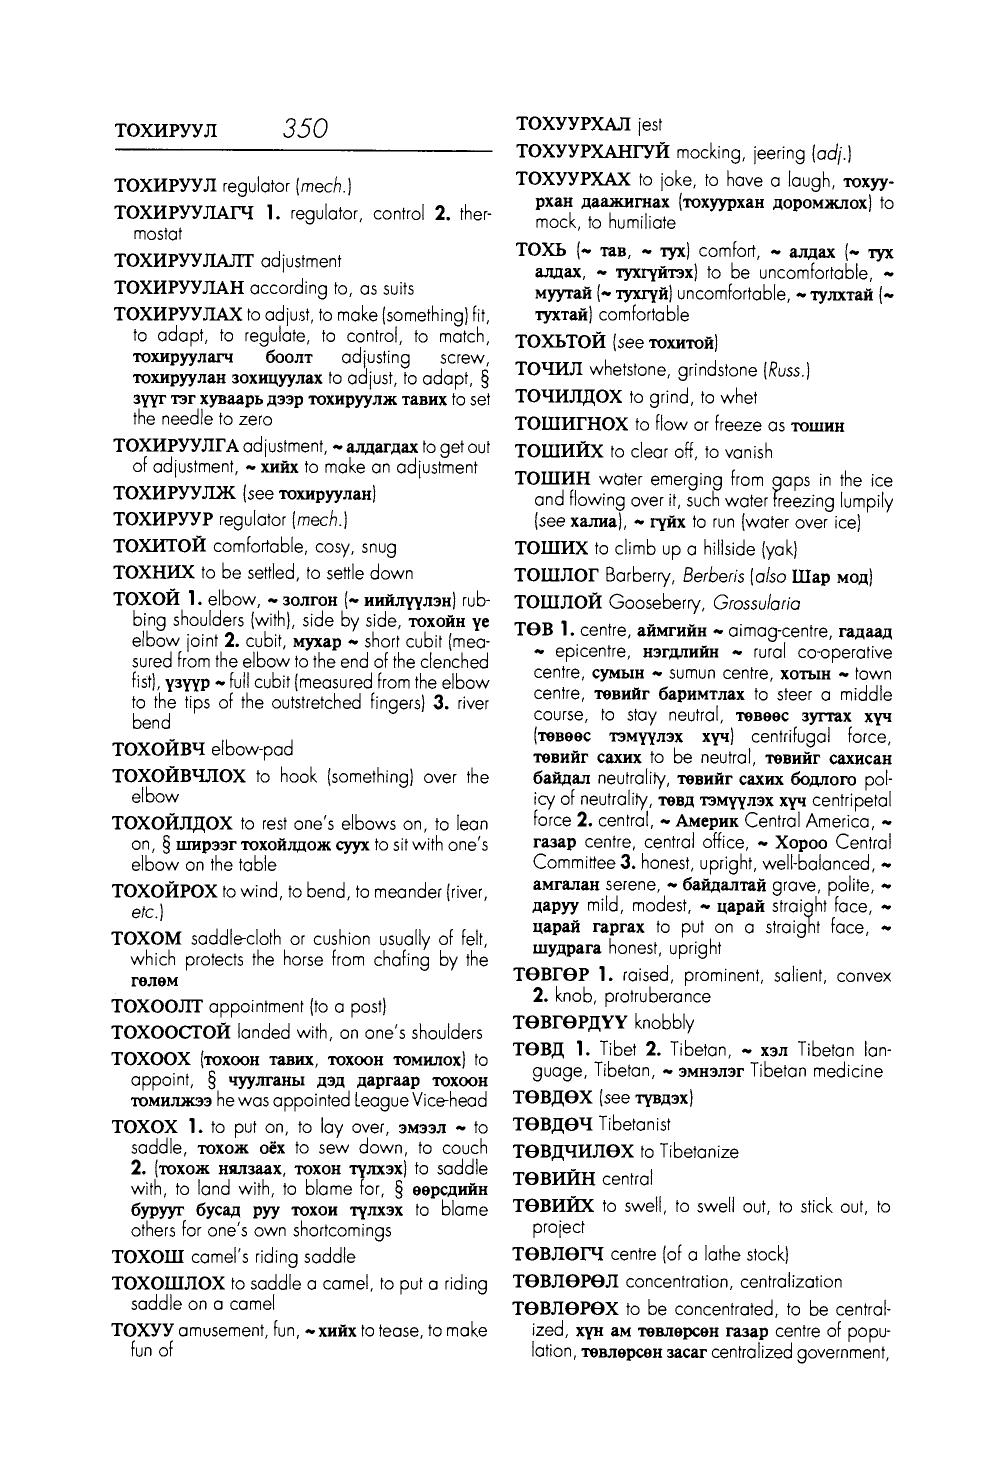 ТОХИРУУЛ 350
ТОХИРУУЛ regulator (mech.)
ТОХИРУУЛАГЧ 1. regulator, control 2. ther-
mostat
ТОХИРУУЛАЛТ adjustment
ТОХИРУУЛАН according to, as suits
ТОХИРУУЛАХ to adjust, to make (something) fit,
to adapt, to regulate, to control, to match,
тохируулагч боолт adjusting screw,
тохируулан зохицуулах to adjust, to adapt, §
зүүг тэг хуваарь дээр тохируулж тавих to set
the needle to zero
ТОХИРУУЛГА adjustment, ~ алдагдах to get out
of adjustment, ~ хийх to make an adjustment
ТОХИРУУЛЖ (see тохируулан)
ТОХИРУУР regulator (mech.)
ТОХИТОЙ comfortable, cosy, snug
ТОХНИХ to be settled, to settle down
ТОХОЙ 1. elbow, ~ золгон (~ ниийлүүлэн) rub-
bing shoulders (with), side by side, тохойн үе
elbow joint 2. cubit, мухар ~ short cubit (mea-
sured from the elbow to the end of the clenched
fist), үзүүр ~ full cubit (measured from the elbow
to the tips of the outstretched fingers) 3. river
bend
ТОХОЙВЧ elbow-pad
ТОХОЙВЧЛОХ to hook (something) over the
elbow
ТОХОЙЛДОХ to rest one's elbows on, to lean
on, § ширээг тохойлдож суух to sit with one's
elbow on the table
ТОХОЙРОХ to wind, to bend, to meander (river,
etc.)
ТОХОМ saddle-cloth or cushion usually of felt,
which protects the horse from chafing by the
гөлөм
ТОХООЛТ appointment (to a post)
ТОХООСТОЙ landed with, on one's shoulders
ТОХООХ (тохоон тавих, тохоон томилох) to
appoint, § чуулганы дэд даргаар тохоон
томилжээ he was appointed League Vice-head
ТОХОХ 1. to put on, to lay over, эмээл ~ to
saddle, тохож оёх to sew down, to couch
2. (тохож нялзаах, тохон түлхэх) to saddle
with, to land with, to blame for, § өөрсдийн
бурууг бусад руу тохои түлхэх to blame
others for one's own shortcomings
ТОХОШ camel's riding saddle
ТОХОШЛОХ to saddle a camel, to put a riding
saddle on a camel
ТОХУУ amusement, fun, ~ хийх to tease, to make
fun of
ТОХУУРХАЛ jest
ТОХУУРХАНГУЙ mocking, jeering (adj.)
ТОХУУРХАХ to joke, to have a laugh, тохуу-
рхан даажигнах (тохуурхан доромжлох) to
mock, to humiliate
ТОХЬ (~ тав, ~ тух) comfort, ~ алдах (~ тух
алдах, ~ тухгүйтэх) to be uncomfortable, ~
муутай (~ тухгүй) uncomfortable, ~ тулхтай (~
тухтай) comfortable
ТОХЬТОЙ (see тохитой)
ТОЧИЛ whetstone, grindstone (Russ.)
ТОЧИЛДОХ to grind, to whet
ТОШИГНОХ to flow or freeze as тошин
ТОШИЙХ to clear off, to vanish
ТОШИН water emerging from gaps in the ice
and flowing over it, such water freezing lumpily
(see халиа), ~ гүйх to run (water over ice)
ТОШИХ to climb up a hillside (yak)
ТОШЛОГ Barberry, Berberis (also Шар мод)
ТОШЛОЙ Gooseberry, Grossularia
ТӨВ 1. centre, аймгийн ~ aimag-centre, гадаад
~ epicentre, нэгдлийн ~ rural co-operative
centre, сумын ~ sumun centre, хотын ~ town
centre, төвийг баримтлах to steer a middle
course, to stay neutral, төвөөс зугтах хүч
(төвөөс тэмүүлэх хүч) centrifugal force,
төвийг сахих to be neutral, төвийг сахисан
байдал neutrality, төвийг сахих бодлого pol-
icy of neutrality, төвд тэмүүлэх хүч centripetal
force 2. central, ~ Америк Central America, ~
газар centre, central office, ~ Хороо Central
Committee 3. honest, upright, well-balanced, ~
амгалан serene, ~ байдалтай grave, polite, ~
даруу mild, modest, ~ царай straight face, ~
царай гаргах to put on a straight face, ~
шудрага honest, upright
ТӨВГӨР 1. raised, prominent, salient, convex
2. knob, protruberance
ТӨВГӨРДҮҮ knobbly
ТӨВД 1. Tibet 2. Tibetan, ~ хэл Tibetan lan-
guage, Tibetan, ~ эмнэлэг Tibetan medicine
ТӨВДӨХ (see түвдэх)
ТӨВДӨЧ Tibetanist
ТӨВДЧИЛӨХ to Tibetanize
ТӨВИЙН central
ТӨВИЙХ to swell, to swell out, to stick out, to
project
ТӨВЛӨГЧ centre (of a lathe stock)
ТӨВЛӨРӨЛ concentration, centralization
ТӨВЛӨРӨХ to be concentrated, to be central-
ized, хүн ам төвлөрсөн газар centre of popu-
lation, төвлөрсөн засаг centralized government,